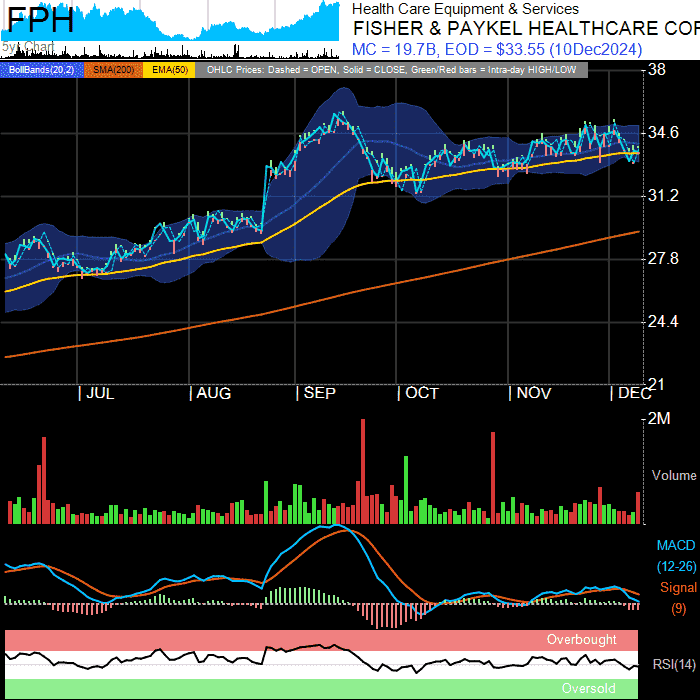 FPH
5y Chart
Health Care Equipment & Services
FISHER & PAYKEL HEALTHCARE COR
MC = 19.7B, EOD = $33.55 (10Dec2024)
BollBands(20,2) SMA(200) EMA(50) OHLC Prices: Dashed = OPEN, Solid = CLOSE, Green/Red bars = Intra-day HIGH/LOW
38
34.6
31.2
27.8
24.4
21
| JUL | AUG | SEP | OCT | NOV | DEC
2M
Volume
MACD
(12-26)
Signal
(9)
Overbought
RSI(14)
Oversold